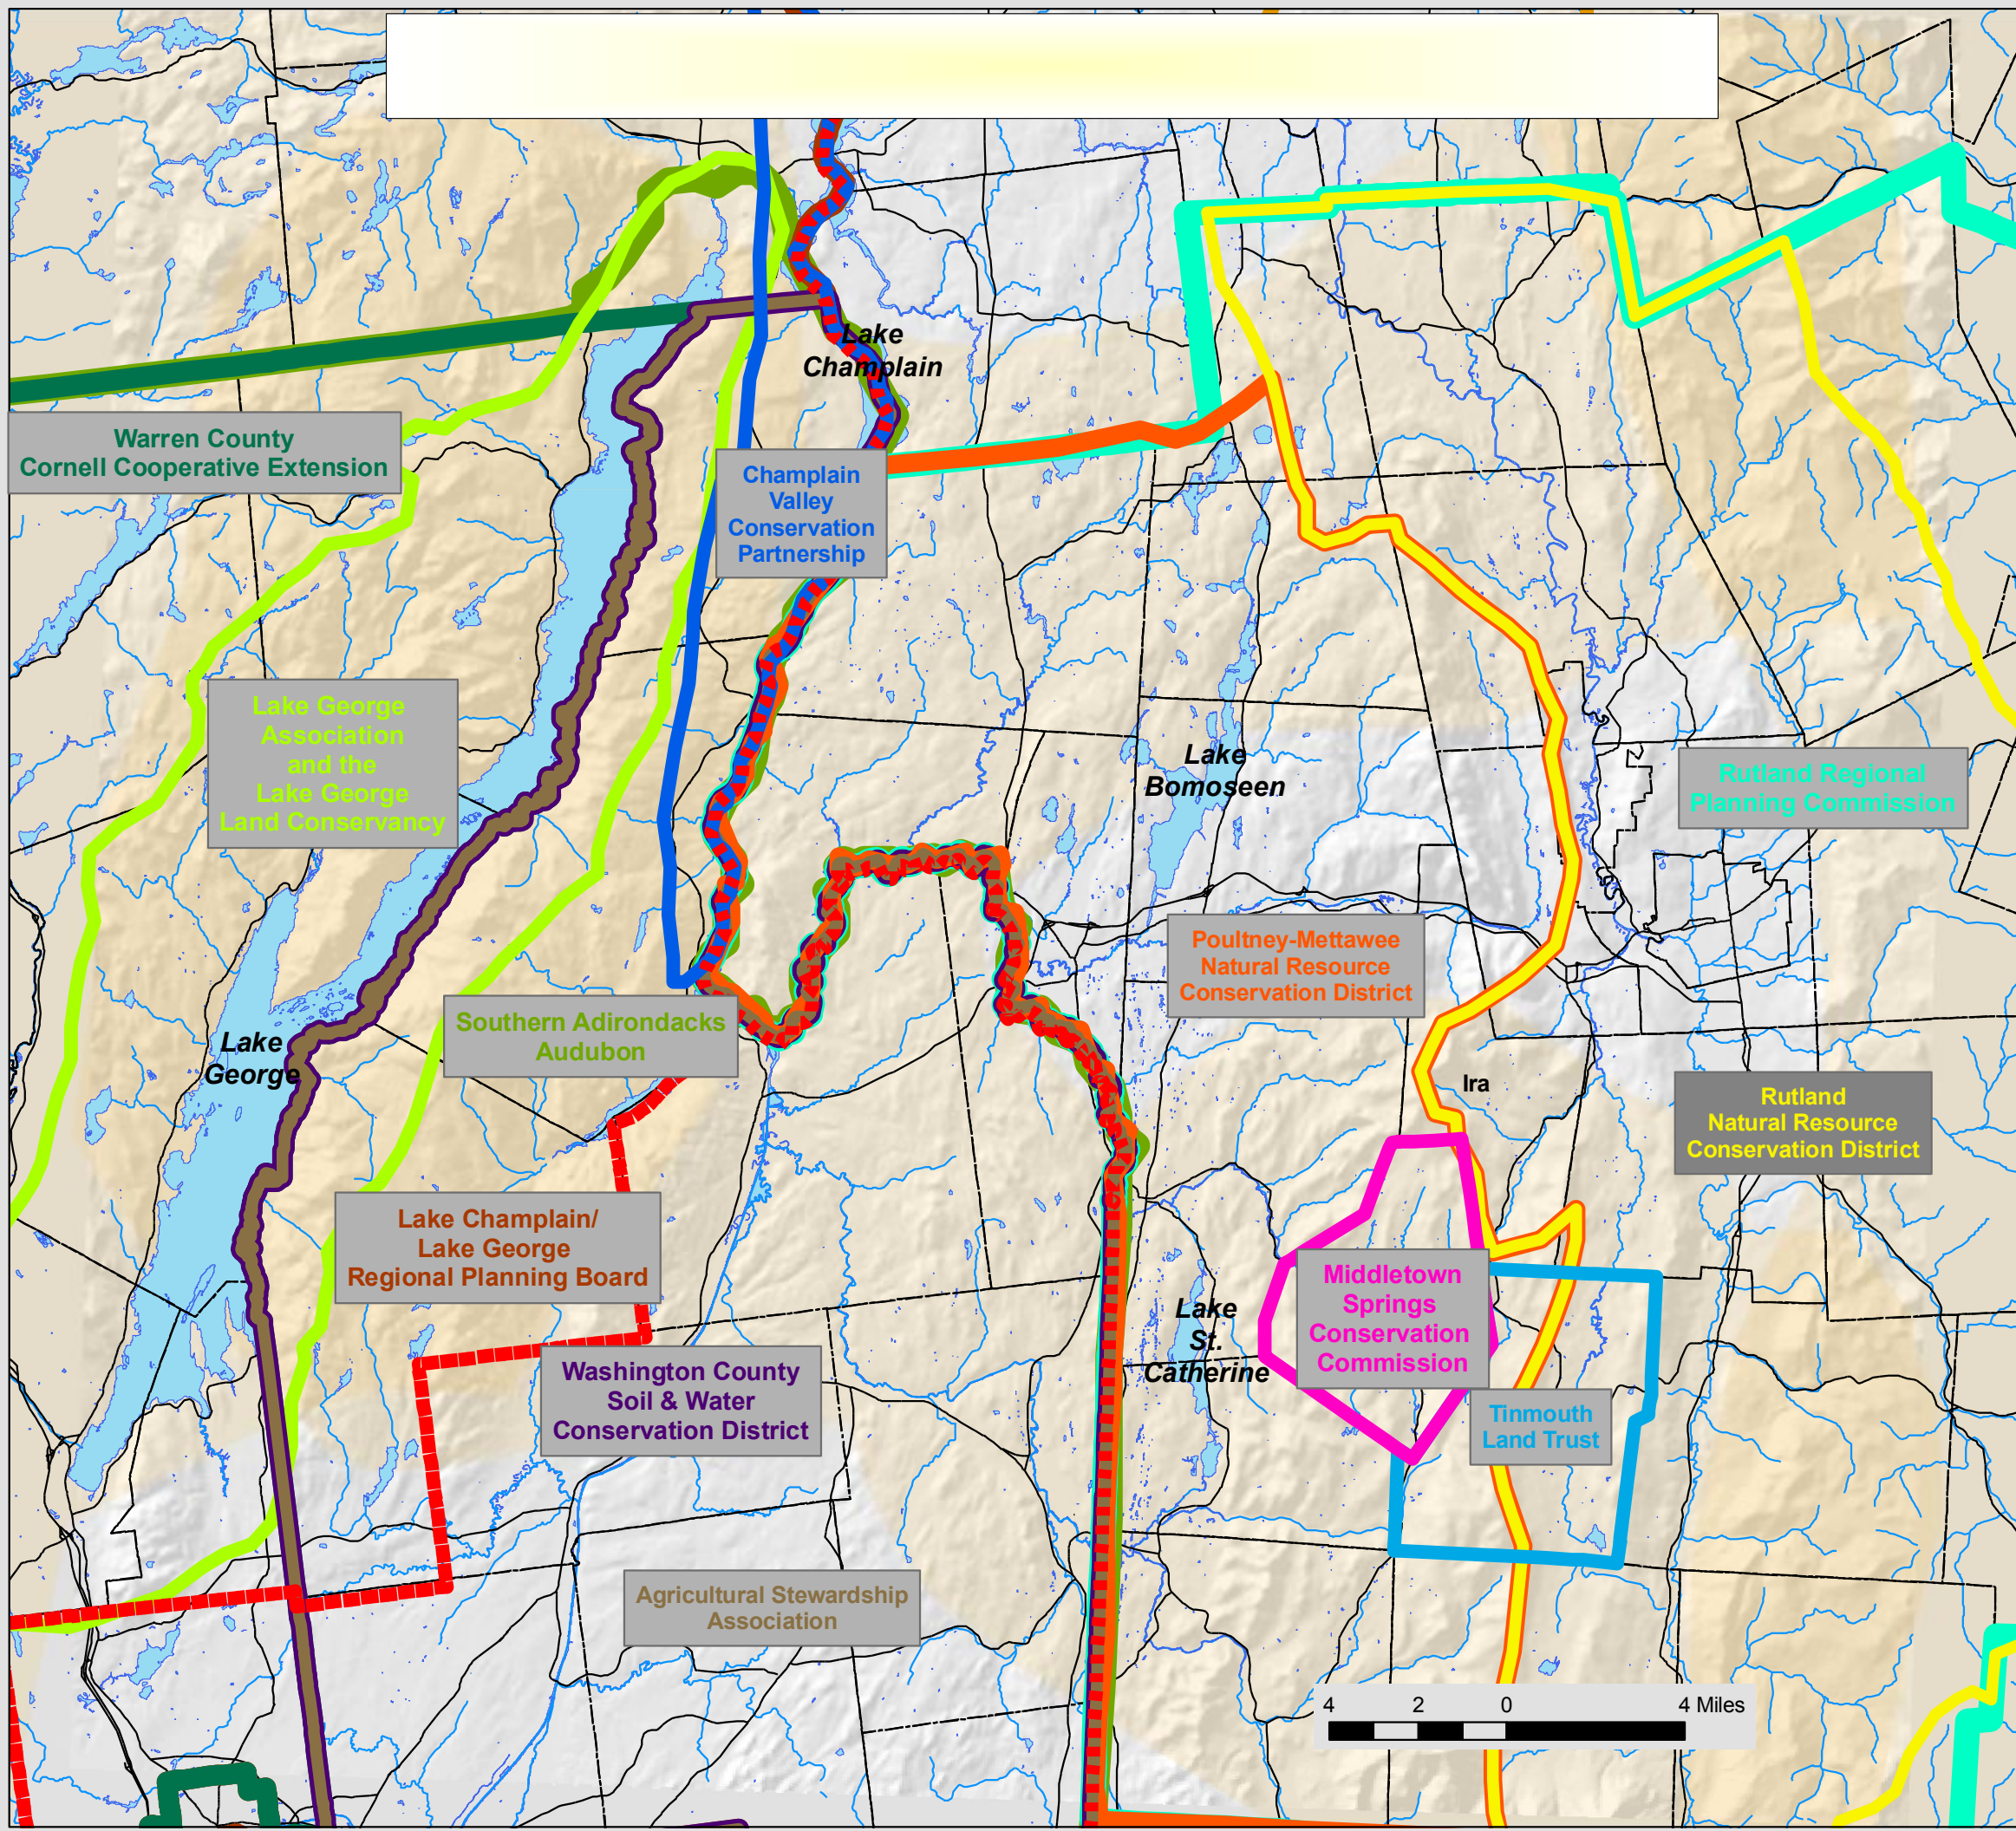 Lake
Champlain
Warren County
Cornell Cooperative Extension
Champlain
Valley
Conservation
Partnership
Lake George
Association
and the
Lake George
Land Conservancy
Lake
Bomoseen
Rutland Regional
Planning Commission
Poultney-Mettawee
Natural Resource
Conservation District
Southern Adirondacks
Audubon
Lake
George
Ira
Rutland
Natural Resource
Conservation District
Lake Champlain/
Lake George
Regional Planning Board
Lake
St.
Catherine
Middletown
Springs
Conservation
Commission
Washington County
Soil & Water
Conservation District
Tinmouth
Land Trust
Agricultural Stewardship
Association
4 2 0 4 Miles